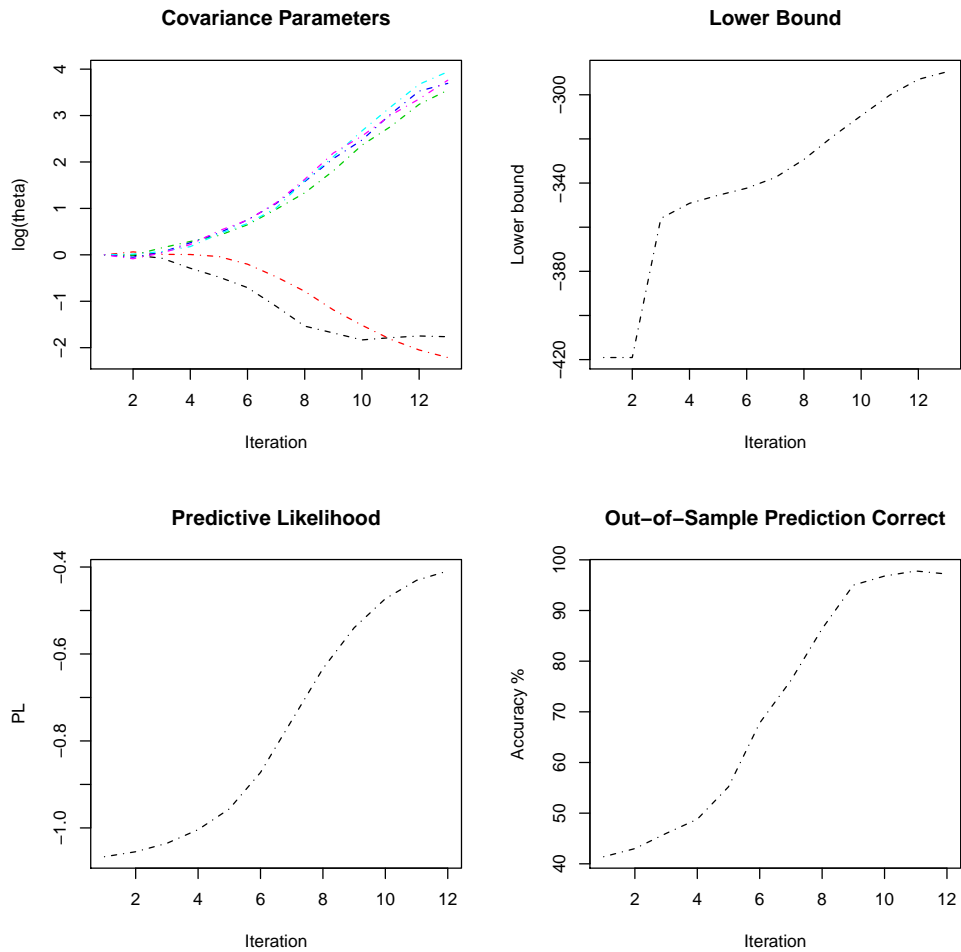 Covariance Parameters
log(theta)
4
3
2
1
0
−1
−2
2 4 6 8 10 12
Iteration
Lower Bound
Lower bound
−300
−340
−380
−420
2 4 6 8 10 12
Iteration
Predictive Likelihood
PL
−0.4
−0.6
−0.8
−1.0
2 4 6 8 10 12
Iteration
Out−of−Sample Prediction Correct
Accuracy %
100
90
80
70
60
50
40
2 4 6 8 10 12
Iteration